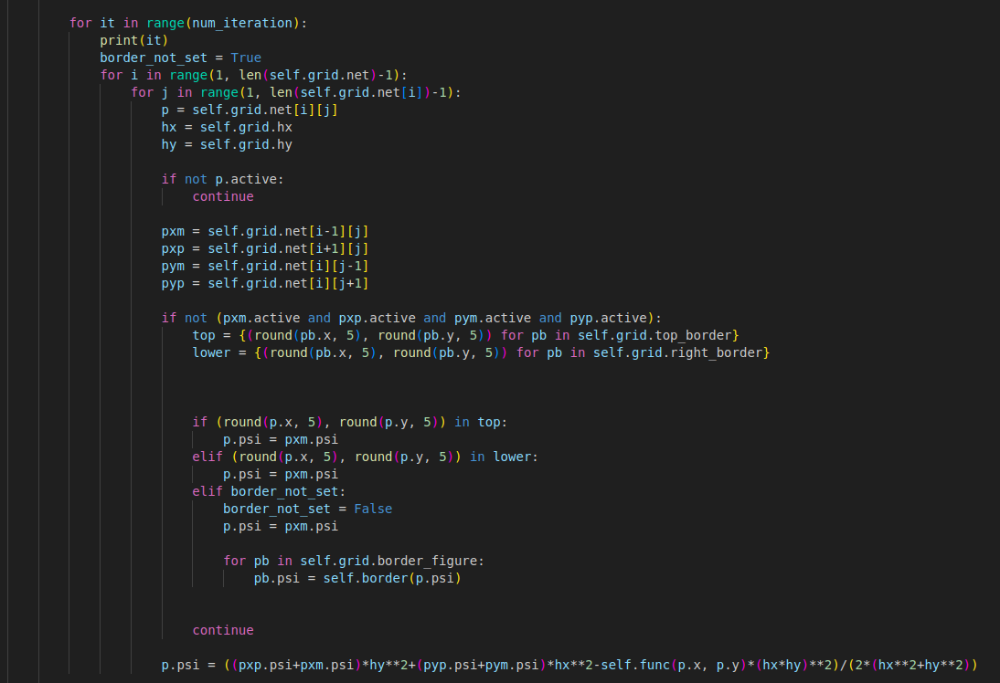 for it in range(num_iteration):
print(it)
border_not_set = True
for i in range(1, len(self.grid.net)-1):
for j in range(1, len(self.grid.net[i])-1):
p = self.grid.net[i][j]
hx = self.grid.hx
hy = self.grid.hy
if not p.active:
continue
pxm = self.grid.net[i-1][j]
pxp = self.grid.net[i+1][j]
pym = self.grid.net[i][j-1]
pyp = self.grid.net[i][j+1]
if not (pxm.active and pxp.active and pym.active and pyp.active):
top = {(round(pb.x, 5), round(pb.y, 5)) for pb in self.grid.top_border}
lower = {(round(pb.x, 5), round(pb.y, 5)) for pb in self.grid.right_border}
if (round(p.x, 5), round(p.y, 5)) in top:
p.psi = pxm.psi
elif (round(p.x, 5), round(p.y, 5)) in lower:
p.psi = pxm.psi
elif border_not_set:
border_not_set = False
p.psi = pxm.psi
for pb in self.grid.border_figure:
pb.psi = self.border(p.psi)
continue
p.psi = ((pxp.psi+pxm.psi)*hy**2+(pyp.psi+pym.psi)*hx**2-self.func(p.x, p.y)*(hx*hy)**2)/(2*(hx**2+hy**2))